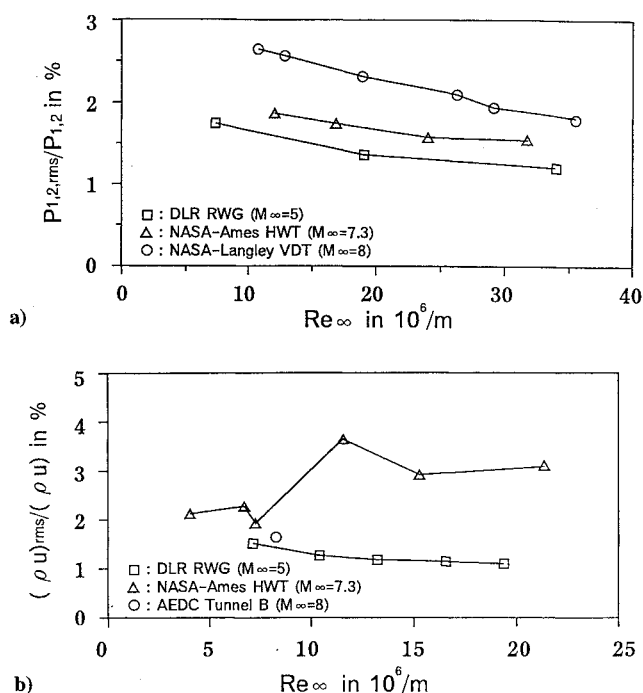 3
2
1
0
P1,2,rms/P1,2 in %
□ : DLR RWG (M∞=5)
△ : NASA-Ames HWT (M∞=7.3)
○ : NASA-Langley VDT (M∞=8)
0 10 20 30 40
a)
Re∞ in 10⁶/m
5
4
3
2
1
0
(ρu)rms/(ρu) in %
□ : DLR RWG (M∞=5)
△ : NASA-Ames HWT (M∞=7.3)
○ : AEDC Tunnel B (M∞=8)
0 5 10 15 20 25
b)
Re∞ in 10⁶/m